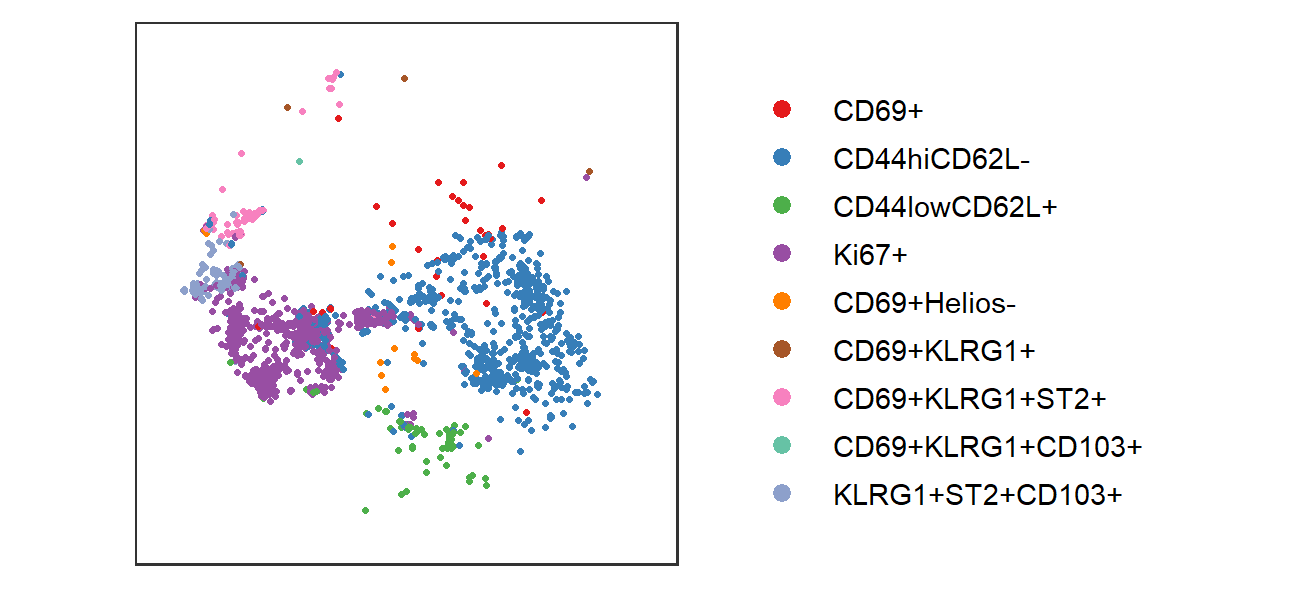 CD69+
CD44hiCD62L-
CD44lowCD62L+
Ki67+
CD69+Helios-
CD69+KLRG1+
CD69+KLRG1+ST2+
CD69+KLRG1+CD103+
KLRG1+ST2+CD103+